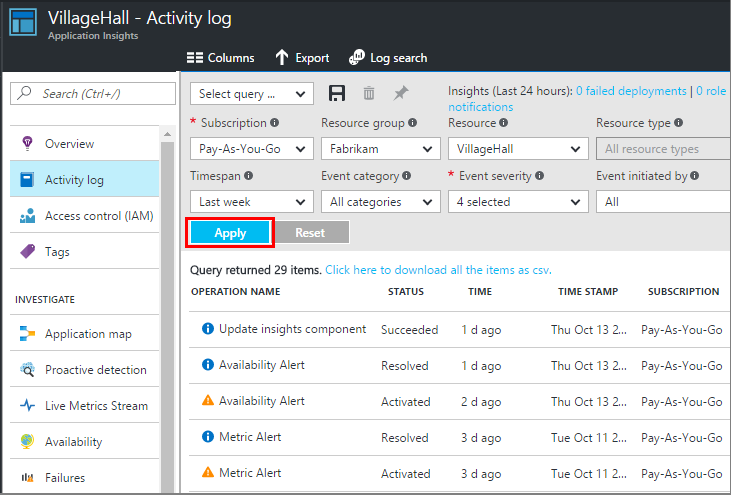 VillageHall - Activity log
Application Insights
Columns Export Log search
Search (Ctrl+/)
Overview
Activity log
Access control (IAM)
Tags
INVESTIGATE
Application map
Proactive detection
Live Metrics Stream
Availability
Failures
Select query ...
Insights (Last 24 hours): 0 failed deployments | 0 role
notifications
* Subscription Resource group Resource Resource type
Pay-As-You-Go Fabrikam VillageHall All resource types
Timespan Event category * Event severity Event initiated by
Last week All categories 4 selected All
Apply Reset
Query returned 29 items. Click here to download all the items as csv.
OPERATION NAME STATUS TIME TIME STAMP SUBSCRIPTION
Update insights component Succeeded 1 d ago Thu Oct 13 2... Pay-As-You-Go
Availability Alert Resolved 1 d ago Thu Oct 13 2... Pay-As-You-Go
Availability Alert Activated 2 d ago Thu Oct 13 2... Pay-As-You-Go
Metric Alert Resolved 3 d ago Tue Oct 11 2... Pay-As-You-Go
Metric Alert Activated 3 d ago Tue Oct 11 2... Pay-As-You-Go